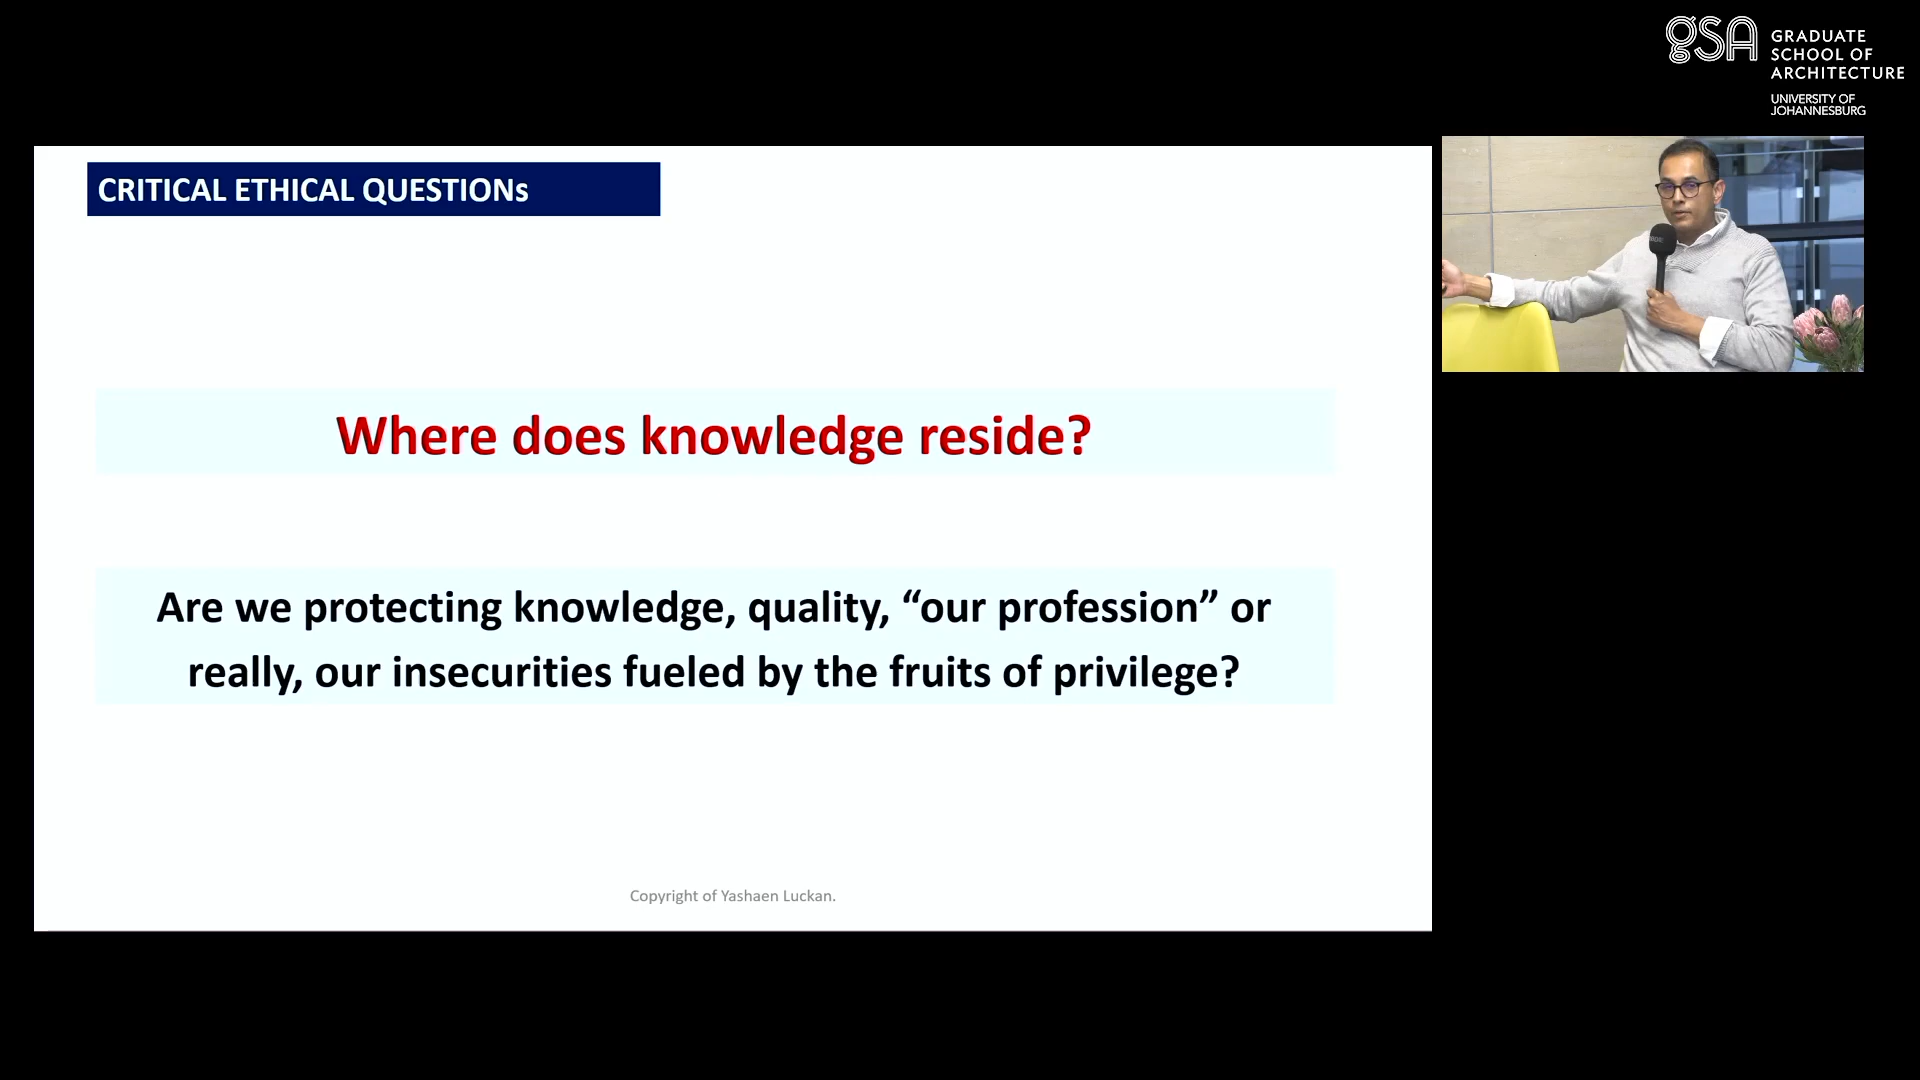 gSA
GRADUATE
SCHOOL OF
ARCHITECTURE
UNIVERSITY OF
JOHANNESBURG
CRITICAL ETHICAL QUESTIONs
Where does knowledge reside?
Are we protecting knowledge, quality, “our profession” or
really, our insecurities fueled by the fruits of privilege?
Copyright of Yashaen Luckan.